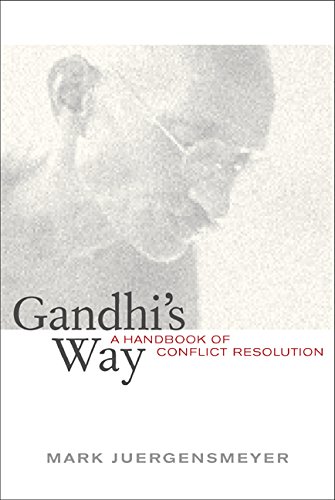 Gandhi's
A HANDBOOK OF
Way CONFLICT RESOLUTION
MARK JUERGENSMEYER